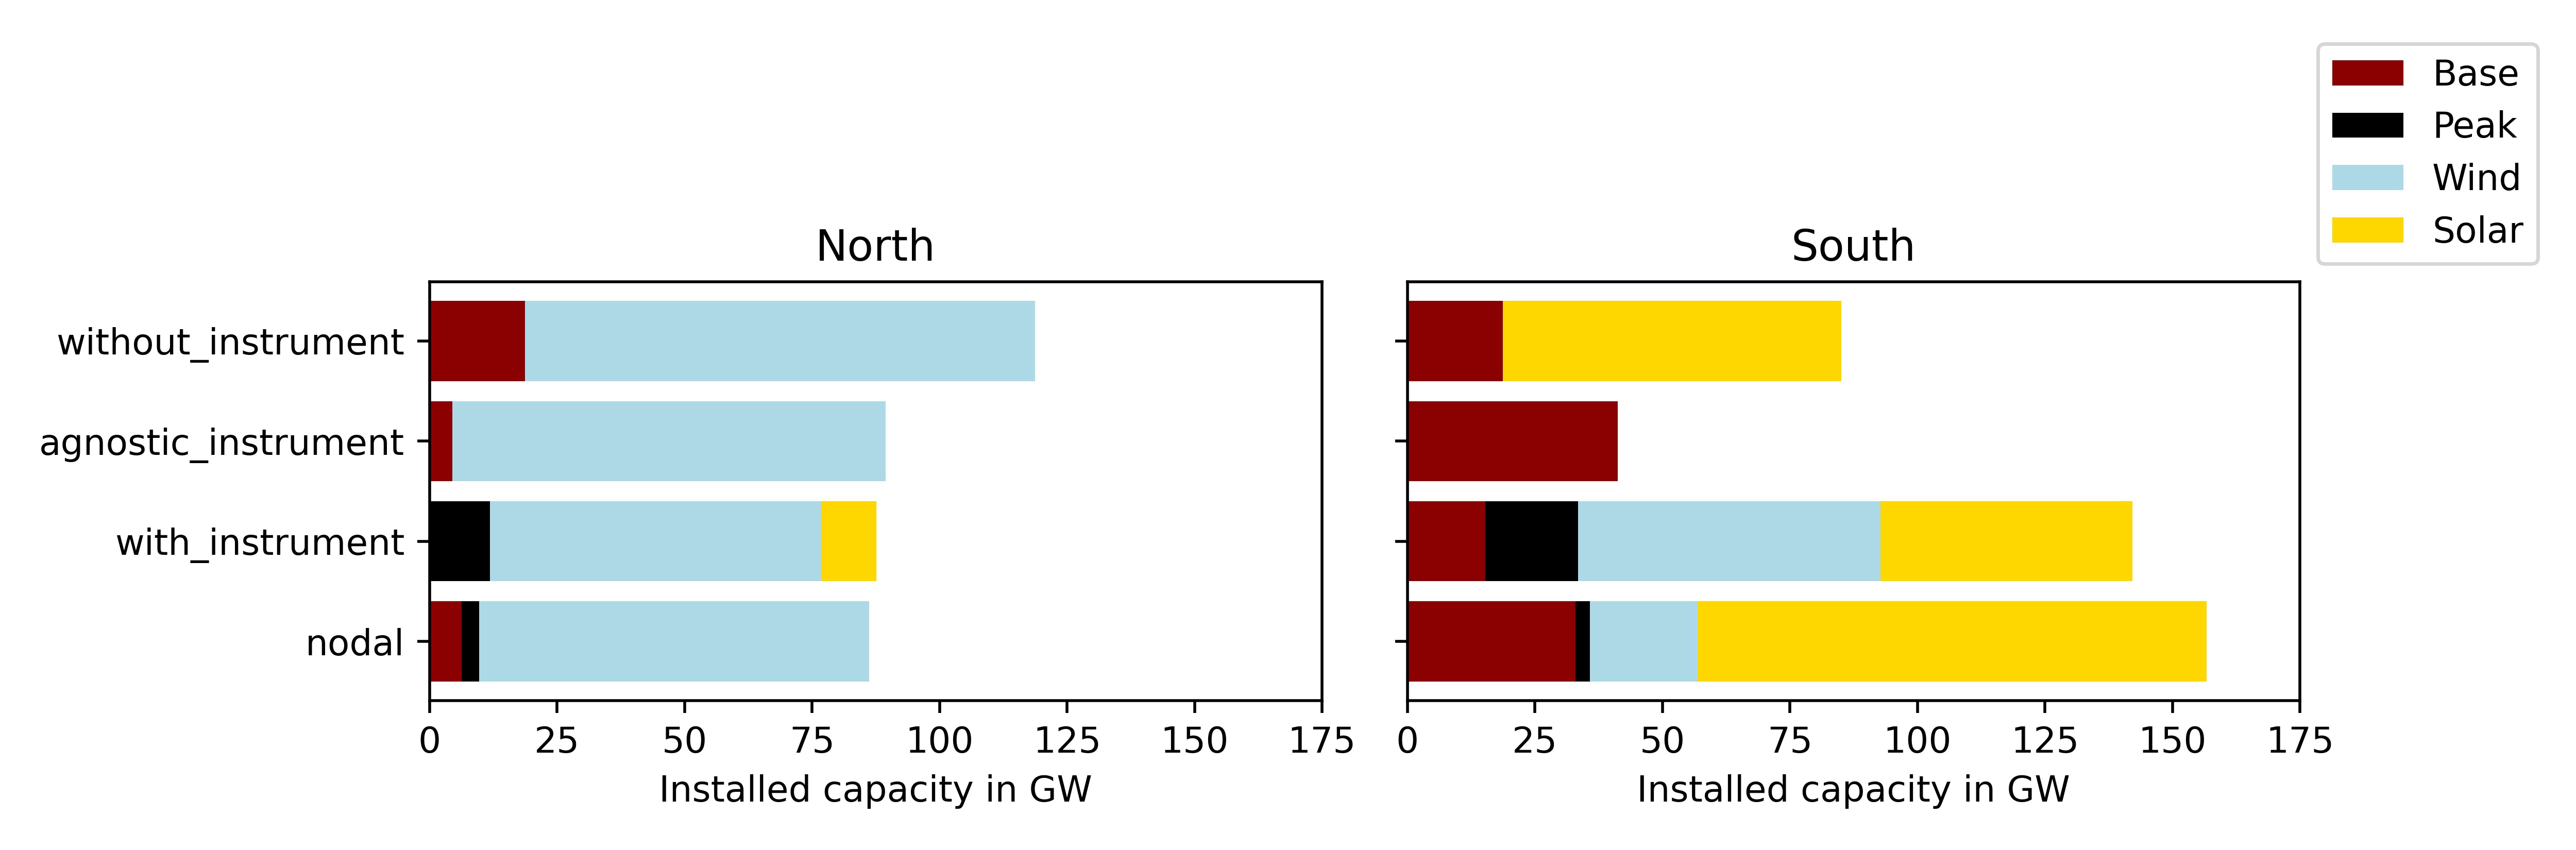 Base
Peak
Wind
Solar
North
South
without_instrument
agnostic_instrument
with_instrument
nodal
0 25 50 75 100 125 150 175
0 25 50 75 100 125 150 175
Installed capacity in GW
Installed capacity in GW